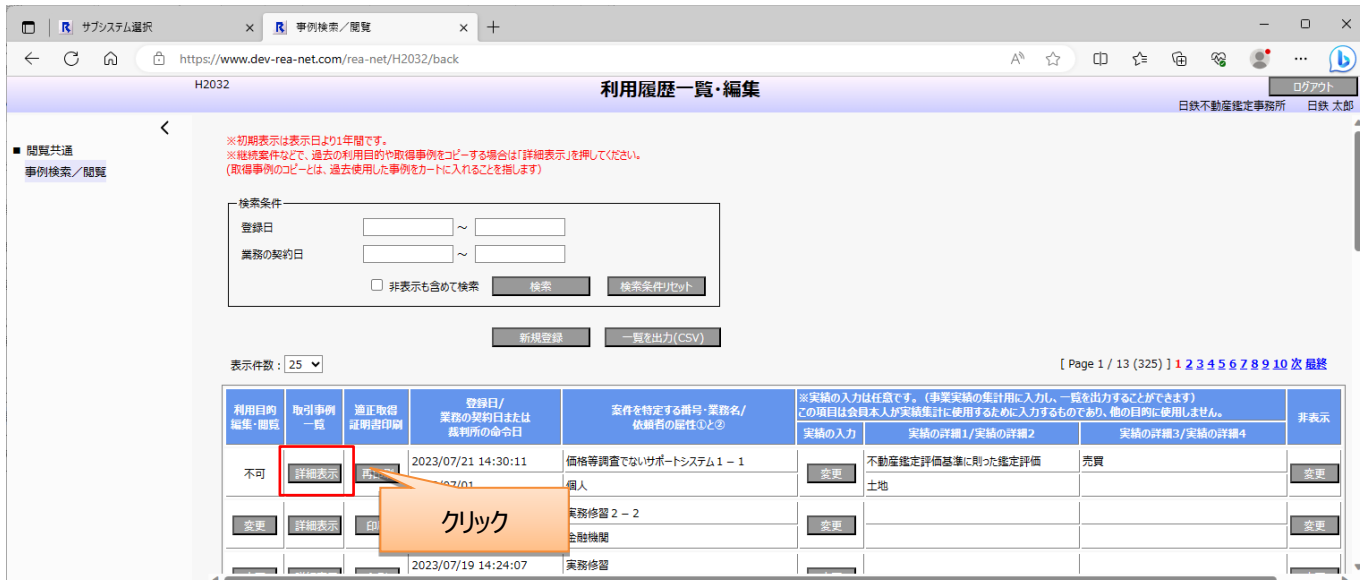 サブシステム選択
事例検索／閲覧
https://www.dev-rea-net.com/rea-net/H2032/back
H2032
利用履歴一覧・編集
ログアウト
日鉄不動産鑑定事務所 日鉄 太郎
■ 閲覧共通
事例検索／閲覧
※初期表示は表示日より1年間です。
※継続案件などで、過去の利用目的や取得事例をコピーする場合は「詳細表示」を押してください。
(取得事例のコピーとは、過去使用した事例をカートに入れることを指します)
検索条件
登録日 ～
業務の契約日 ～
非表示も含めて検索 検索 検索条件リセット
新規登録 一覧を出力(CSV)
表示件数： 25
[ Page 1 / 13 (325) ] 1 2 3 4 5 6 7 8 9 10 次 最終
利用目的
編集・閲覧
取引事例
一覧
適正取得
証明書印刷
登録日/
業務の契約日または
裁判所の命令日
案件を特定する番号・業務名/
依頼者の属性①と②
※実績の入力は任意です。（事業実績の集計用に入力し、一覧を出力することができます）
この項目は会員本人が実績集計に使用するために入力するものであり、他の目的に使用しません。
実績の入力 実績の詳細1/実績の詳細2 実績の詳細3/実績の詳細4
非表示
不可 詳細表示 2023/07/21 14:30:11 価格等調査でないサポートシステム１－１ 変更 不動産鑑定評価基準に則った鑑定評価 売買 変更
個人 土地
クリック
変更 詳細表示 実務修習２－２ 変更 変更
金融機関
2023/07/19 14:24:07 実務修習